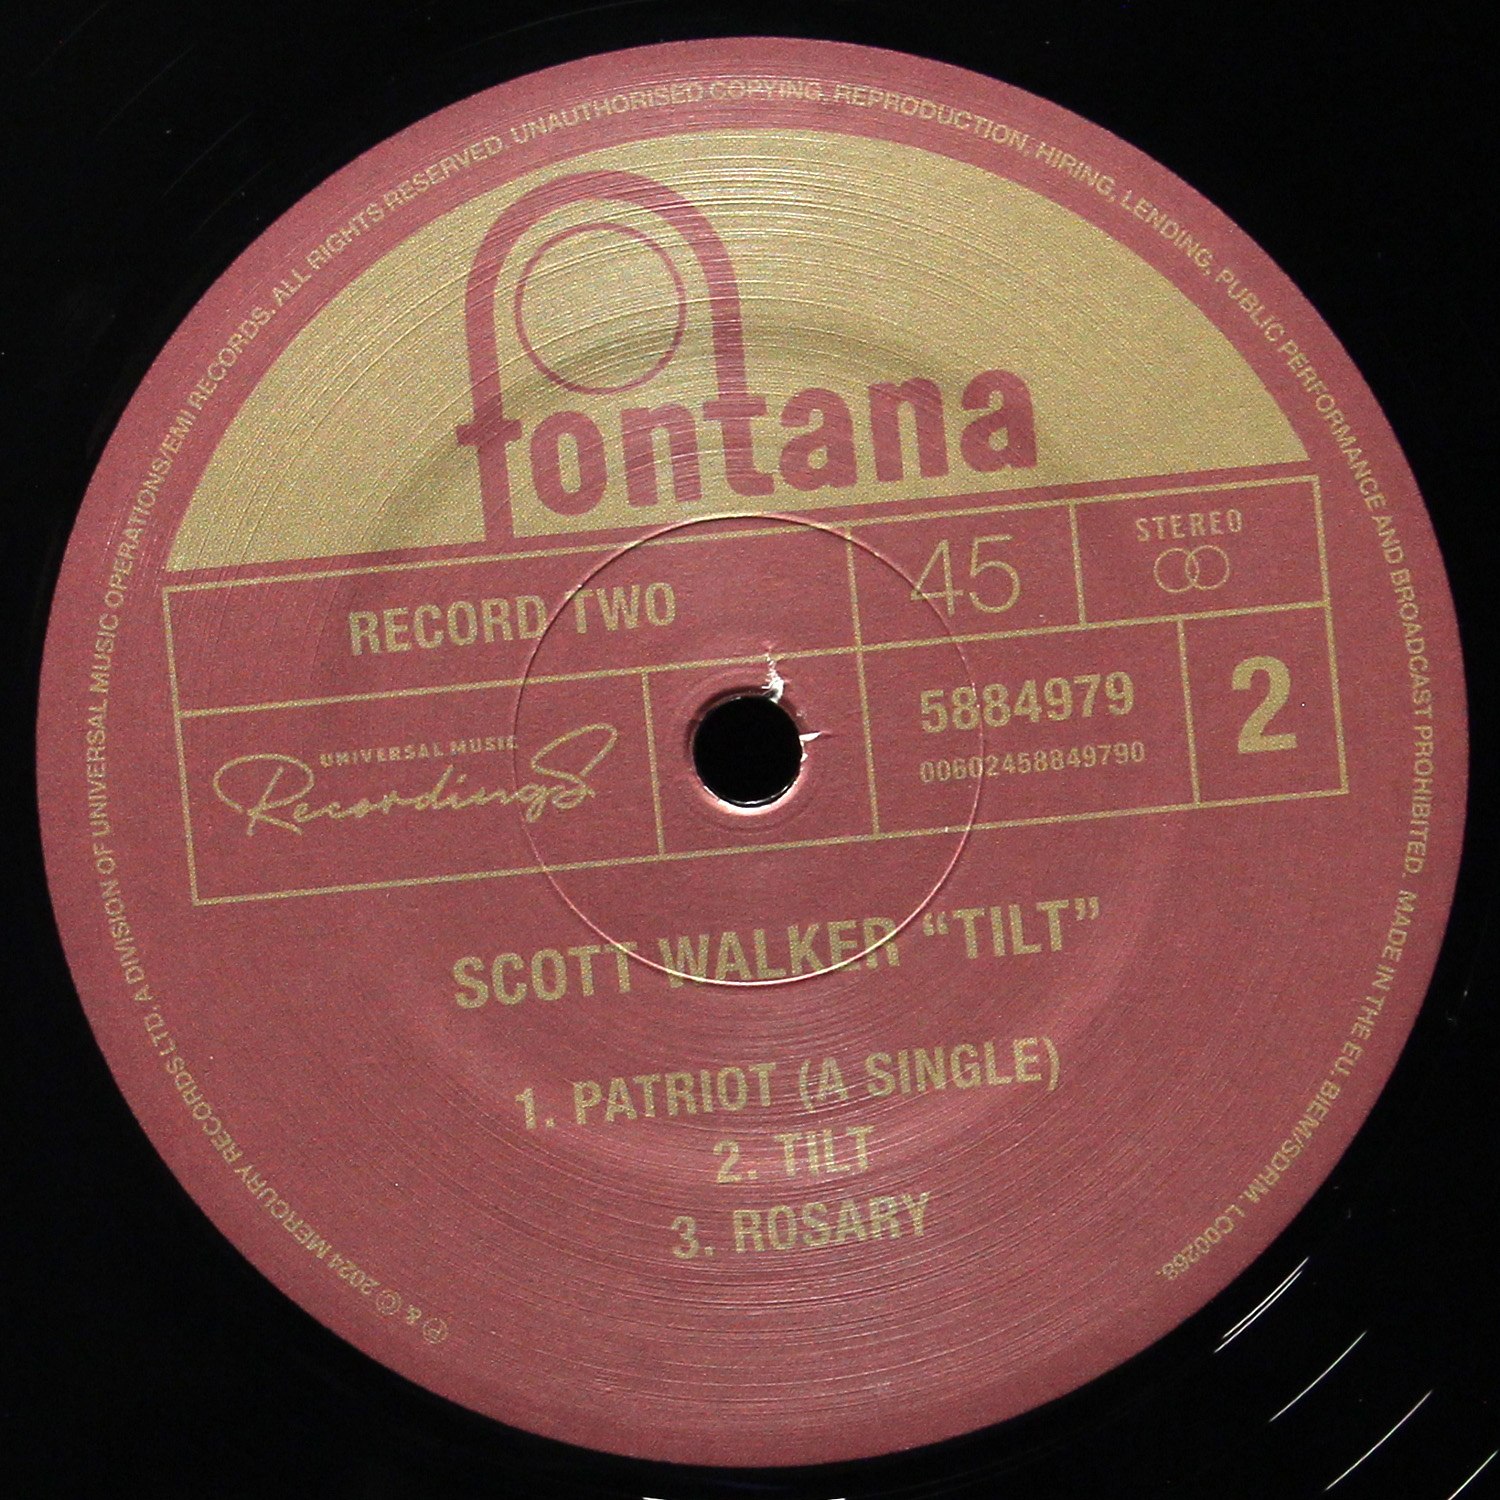 ℗ & © 2024 MERCURY RECORDS LTD, A DIVISION OF UNIVERSAL MUSIC OPERATIONS/EMI RECORDS. ALL RIGHTS RESERVED. UNAUTHORISED COPYING, REPRODUCTION, HIRING, LENDING, PUBLIC PERFORMANCE AND BROADCAST PROHIBITED. MADE IN THE EU. BIEM/SDRM. LC00268.
fontana
RECORD TWO
45
STEREO
UNIVERSAL MUSIC
RecordingS
5884979
00602458849790
2
SCOTT WALKER “TILT”
1. PATRIOT (A SINGLE)
2. TILT
3. ROSARY